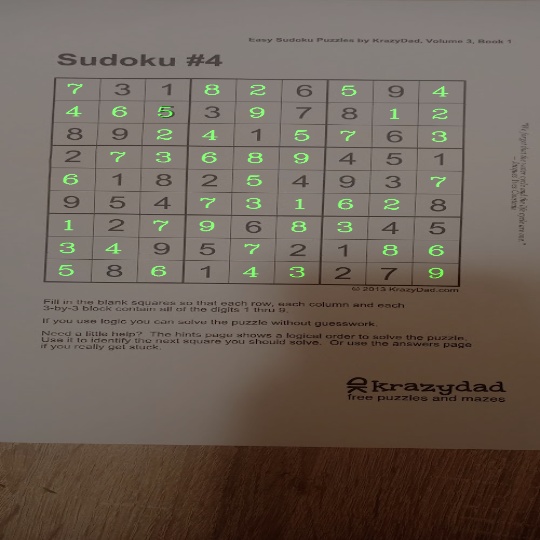 Easy Sudoku Puzzles by KrazyDad, Volume 3, Book 1
Sudoku #4
7 3 1 8 2 6 5 9 4
4 6 5 3 9 7 8 1 2
8 9 2 4 1 5 7 6 3
2 7 3 6 8 9 4 5 1
6 1 8 2 5 4 9 3 7
9 5 4 7 3 1 6 2 8
1 2 7 9 6 8 3 4 5
3 4 9 5 7 2 1 8 6
5 8 6 1 4 3 2 7 9
© 2013 KrazyDad.com
Fill in the blank squares so that each row, each column and each
3-by-3 block contain all of the digits 1 thru 9.
If you use logic you can solve the puzzle without guesswork.
Need a little help? The hints page shows a logical order to solve the puzzle.
Use it to identify the next square you should solve. Or use the answers page
if you really get stuck.
krazydad
free puzzles and mazes